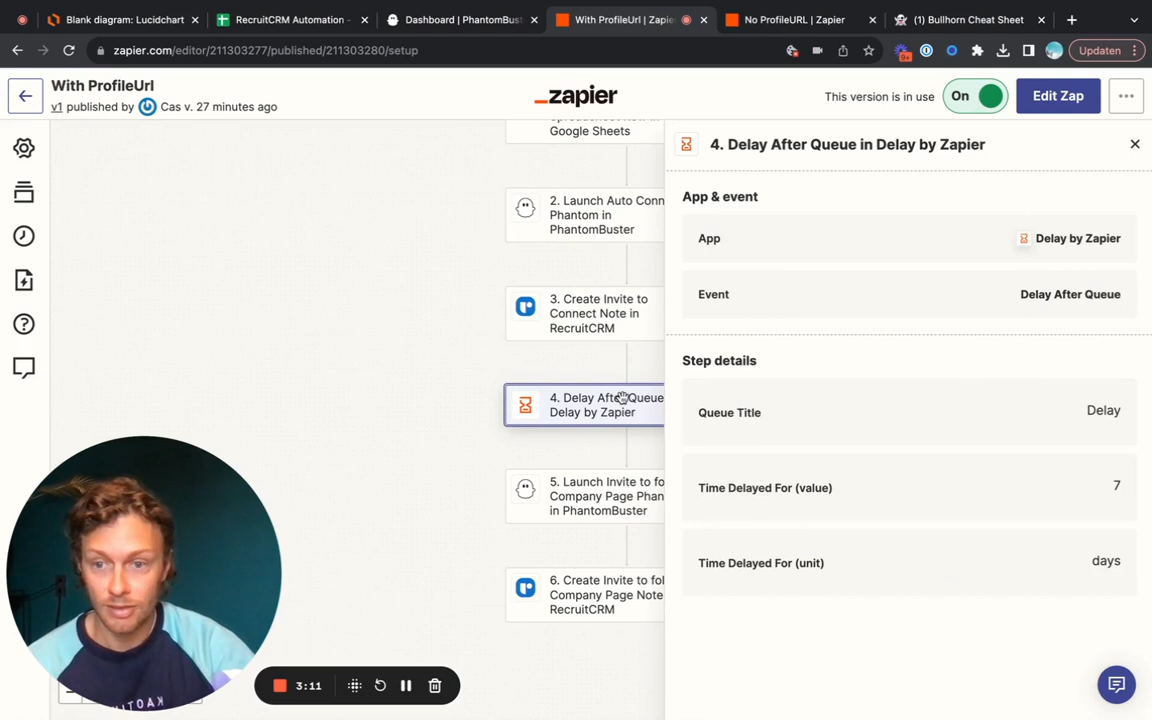 Blank diagram: Lucidchart
RecruitCRM Automation -
Dashboard | PhantomBust
With ProfileUrl | Zapie
No ProfileURL | Zapier
(1) Bullhorn Cheat Sheet
zapier.com/editor/211303277/published/211303280/setup
9+
Updaten
With ProfileUrl
v1 published by Cas v. 27 minutes ago
zapier
This version is in use
On
Edit Zap
Spreadsheet Row in
Google Sheets
2. Launch Auto Conn
Phantom in
PhantomBuster
3. Create Invite to
Connect Note in
RecruitCRM
4. Delay After Queue
Delay by Zapier
5. Launch Invite to fo
Company Page Phan
in PhantomBuster
6. Create Invite to fol
Company Page Note
RecruitCRM
4. Delay After Queue in Delay by Zapier
App & event
App
Delay by Zapier
Event
Delay After Queue
Step details
Queue Title
Delay
Time Delayed For (value)
7
Time Delayed For (unit)
days
3:11